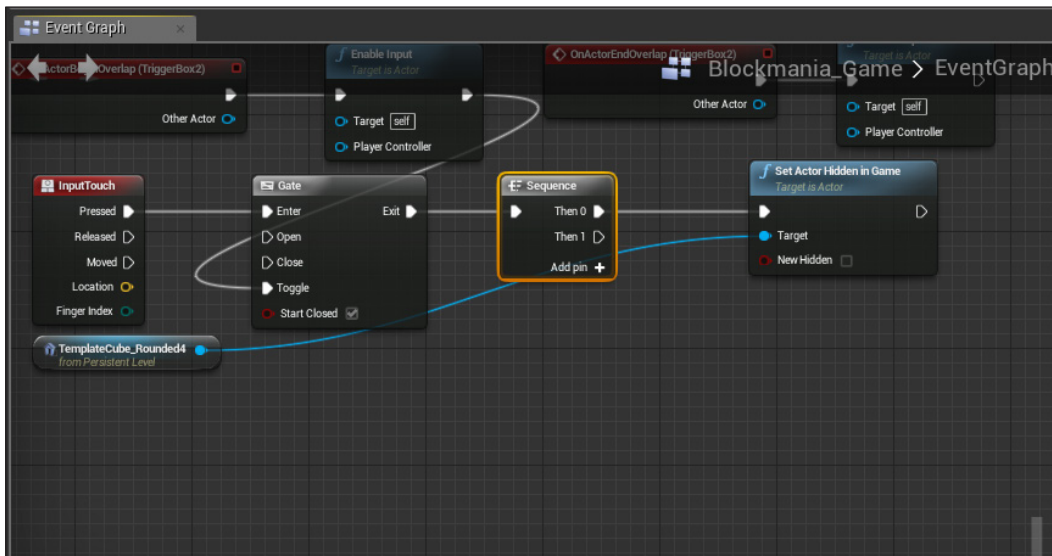 Event Graph
Blockmania_Game > EventGraph
Overlap (TriggerBox2)
Other Actor
Enable Input
Target is Actor
Target self
Player Controller
OnActorEndOverlap (TriggerBox2)
Other Actor
Target is Actor
Target self
Player Controller
InputTouch
Pressed
Released
Moved
Location
Finger Index
Gate
Enter Exit
Open
Close
Toggle
Start Closed
Sequence
Then 0
Then 1
Add pin
Set Actor Hidden in Game
Target is Actor
Target
New Hidden
TemplateCube_Rounded4
from Persistent Level